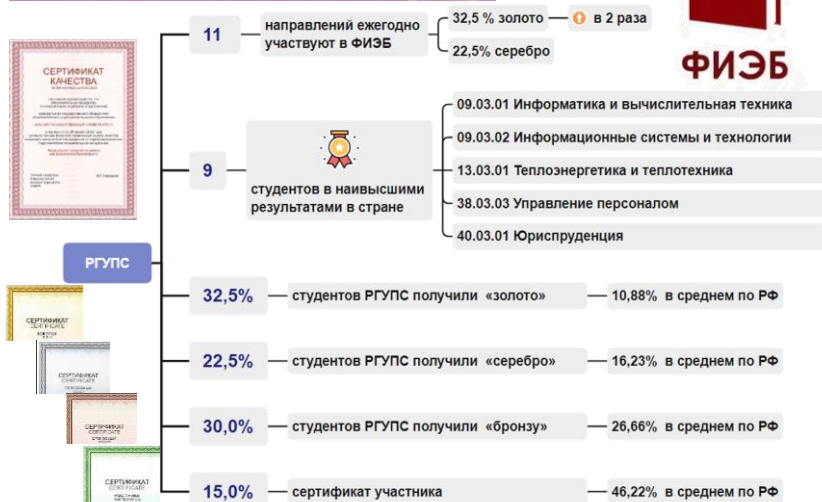 11
направлений ежегодно
участвуют в ФИЭБ
32,5 % золото
в 2 раза
22,5% серебро
ФИЭБ
СЕРТИФИКАТ
КАЧЕСТВА
9
студентов в наивысшими
результатами в стране
09.03.01 Информатика и вычислительная техника
09.03.02 Информационные системы и технологии
13.03.01 Теплоэнергетика и теплотехника
38.03.03 Управление персоналом
40.03.01 Юриспруденция
РГУПС
32,5%
студентов РГУПС получили «золото»
10,88% в среднем по РФ
СЕРТИФИКАТ
CERTIFICATE
22,5%
студентов РГУПС получили «серебро»
16,23% в среднем по РФ
СЕРТИФИКАТ
CERTIFICATE
30,0%
студентов РГУПС получили «бронзу»
26,66% в среднем по РФ
СЕРТИФИКАТ
CERTIFICATE
15,0%
сертификат участника
46,22% в среднем по РФ
СЕРТИФИКАТ
CERTIFICATE